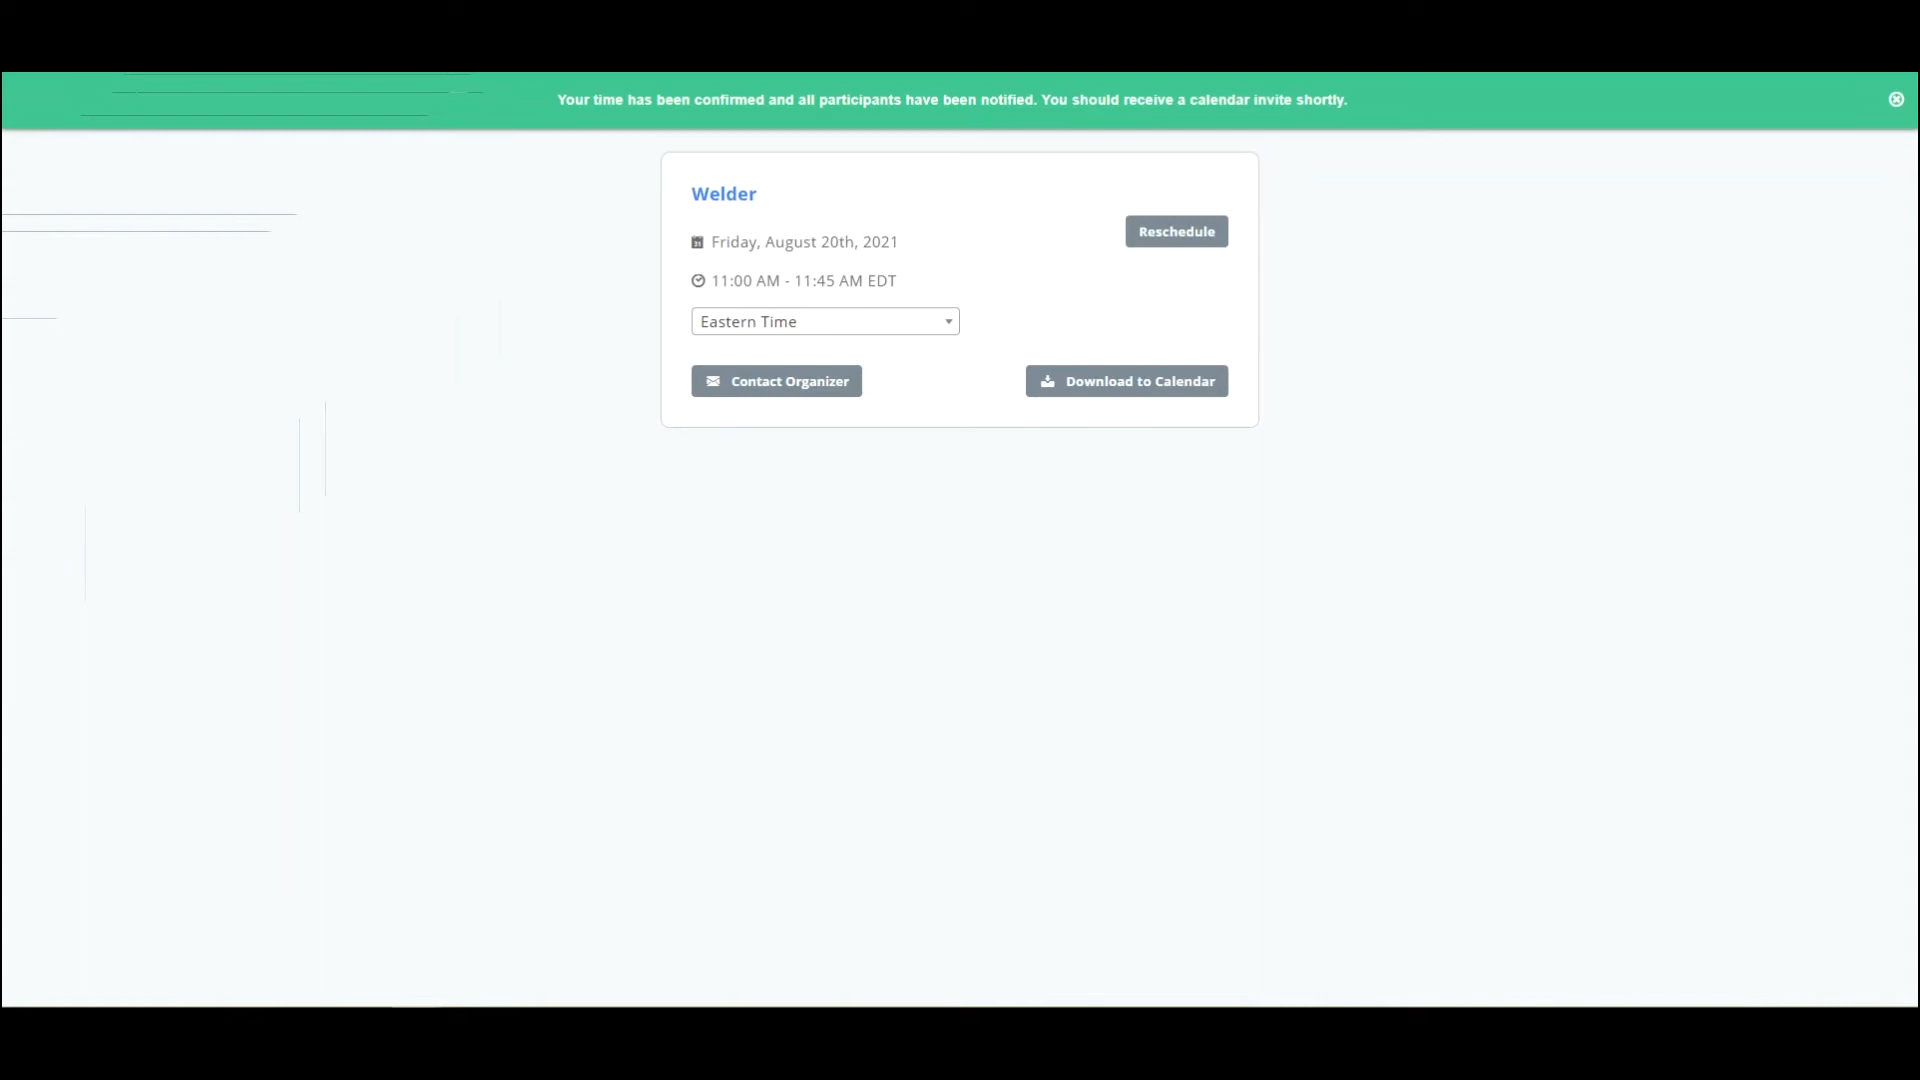 Your time has been confirmed and all participants have been notified. You should receive a calendar invite shortly.
Welder
Friday, August 20th, 2021
Reschedule
11:00 AM - 11:45 AM EDT
Eastern Time
Contact Organizer
Download to Calendar